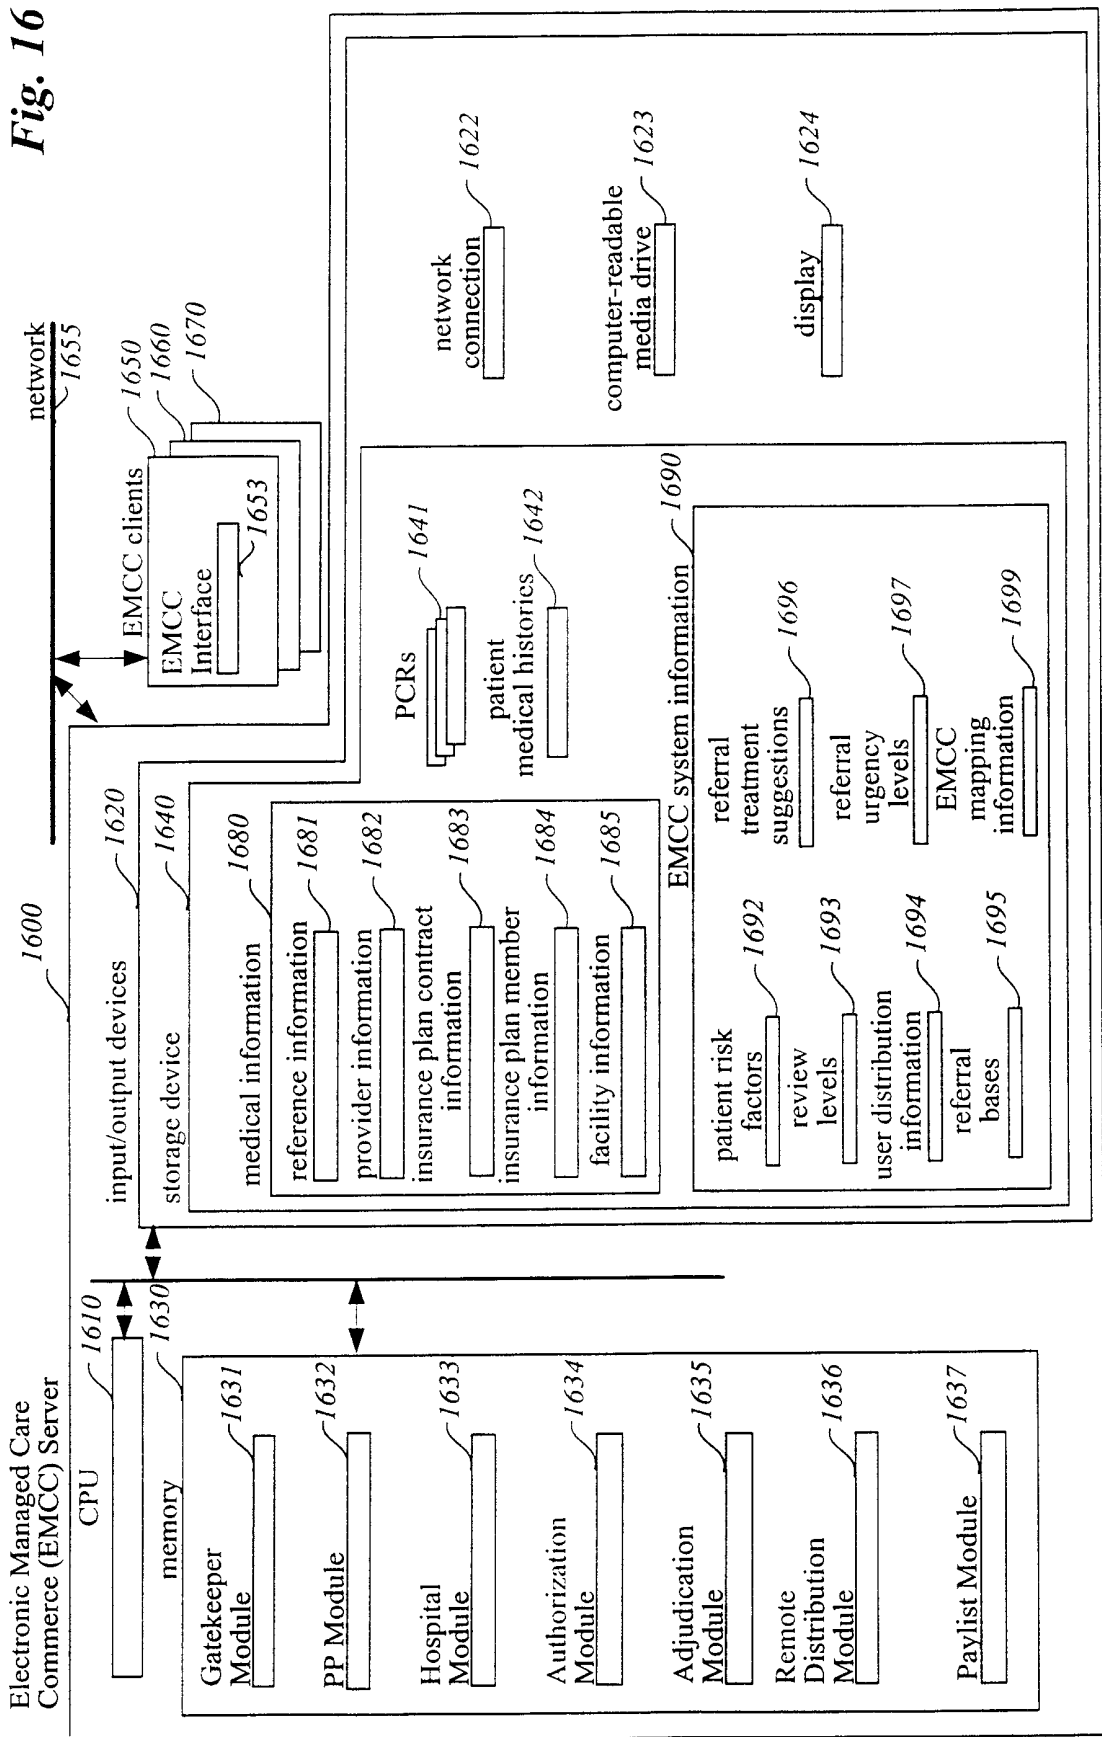 Fig. 16
Electronic Managed Care
Commerce (EMCC) Server
1600
network
1655
CPU
1610
memory
1630
Gatekeeper
Module
1631
PP Module
1632
Hospital
Module
1633
Authorization
Module
1634
Adjudication
Module
1635
Remote
Distribution
Module
1636
Paylist Module
1637
input/output devices
1620
storage device
1640
medical information
1680
reference information
1681
provider information
1682
insurance plan contract
information
1683
insurance plan member
information
1684
facility information
1685
PCRs
1641
patient
medical histories
1642
EMCC system information
1690
patient risk
factors
1692
review
levels
1693
user distribution
information
1694
referral
bases
1695
referral
treatment
suggestions
1696
referral
urgency
levels
1697
EMCC
mapping
information
1699
EMCC clients
1650
1660
1670
EMCC
Interface
1653
network
connection
1622
computer-readable
media drive
1623
display
1624